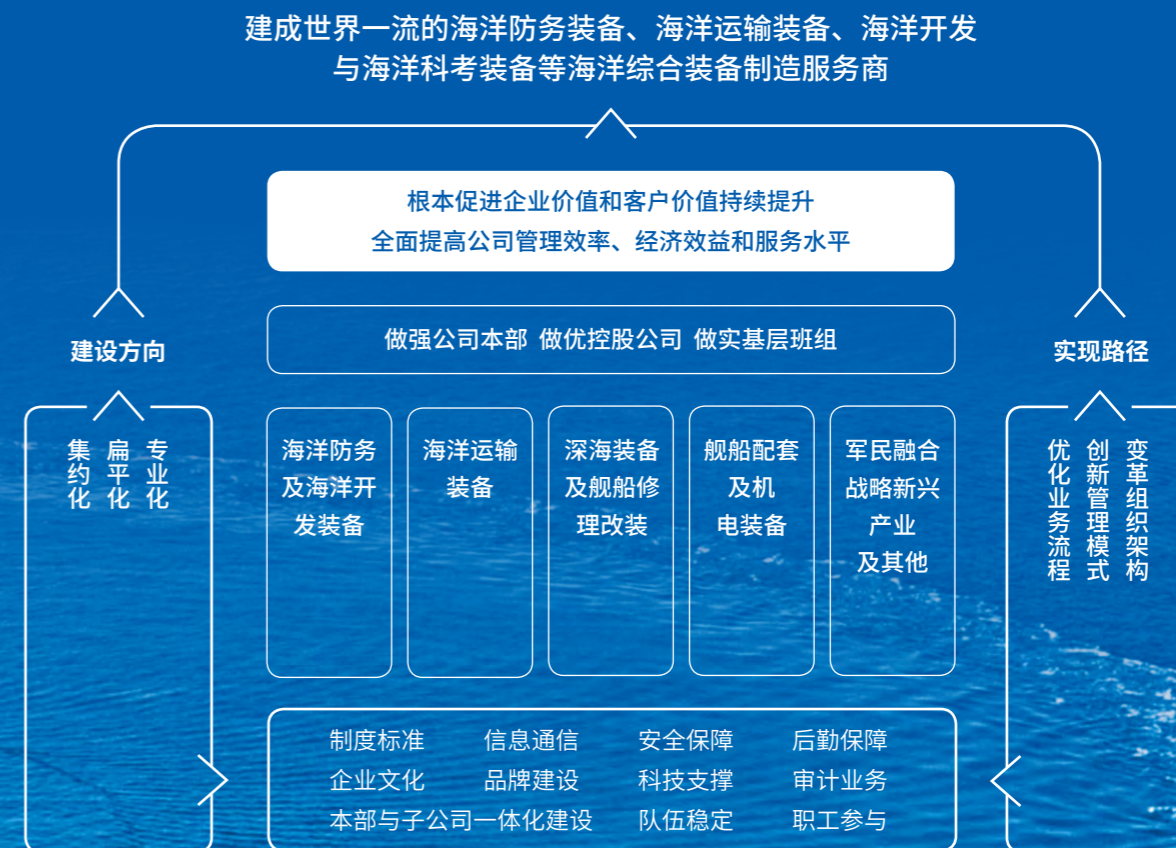 建成世界一流的海洋防务装备、海洋运输装备、海洋开发
与海洋科考装备等海洋综合装备制造服务商
根本促进企业价值和客户价值持续提升
全面提高公司管理效率、经济效益和服务水平
做强公司本部 做优控股公司 做实基层班组
建设方向
实现路径
专业化
扁平化
集约化
海洋防务
及海洋开
发装备
海洋运输
装备
深海装备
及舰船修
理改装
舰船配套
及机
电装备
军民融合
战略新兴
产业
及其他
变革组织架构
创新管理模式
优化业务流程
制度标准 信息通信 安全保障 后勤保障
企业文化 品牌建设 科技支撑 审计业务
本部与子公司一体化建设 队伍稳定 职工参与